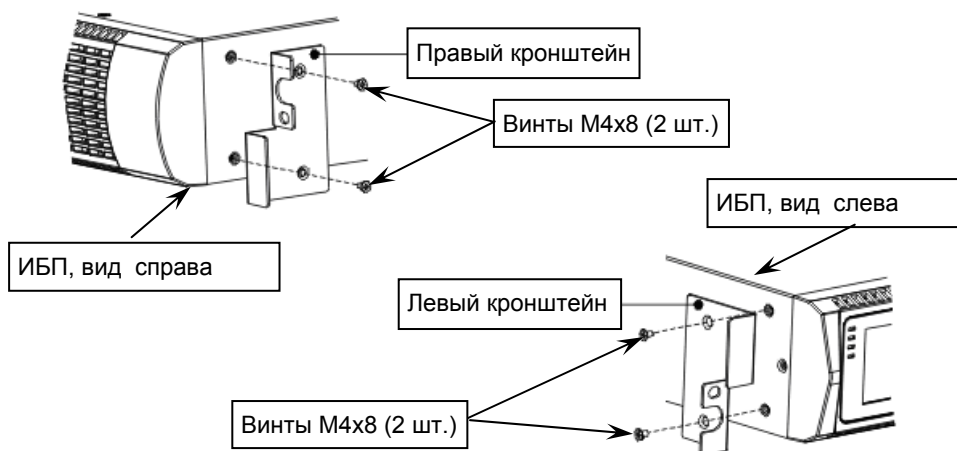 Правый кронштейн
Винты М4х8 (2 шт.)
ИБП, вид справа
ИБП, вид слева
Левый кронштейн
Винты М4х8 (2 шт.)